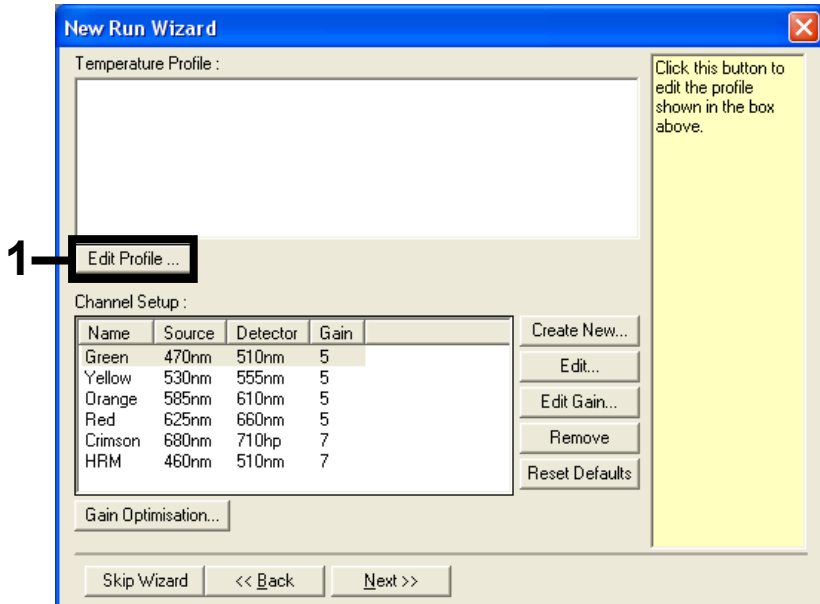 New Run Wizard
Temperature Profile :
Click this button to
edit the profile
shown in the box
above.
1
Edit Profile ...
Channel Setup :
Name Source Detector Gain
Green 470nm 510nm 5
Yellow 530nm 555nm 5
Orange 585nm 610nm 5
Red 625nm 660nm 5
Crimson 680nm 710hp 7
HRM 460nm 510nm 7
Create New...
Edit...
Edit Gain...
Remove
Reset Defaults
Gain Optimisation...
Skip Wizard << Back Next >>